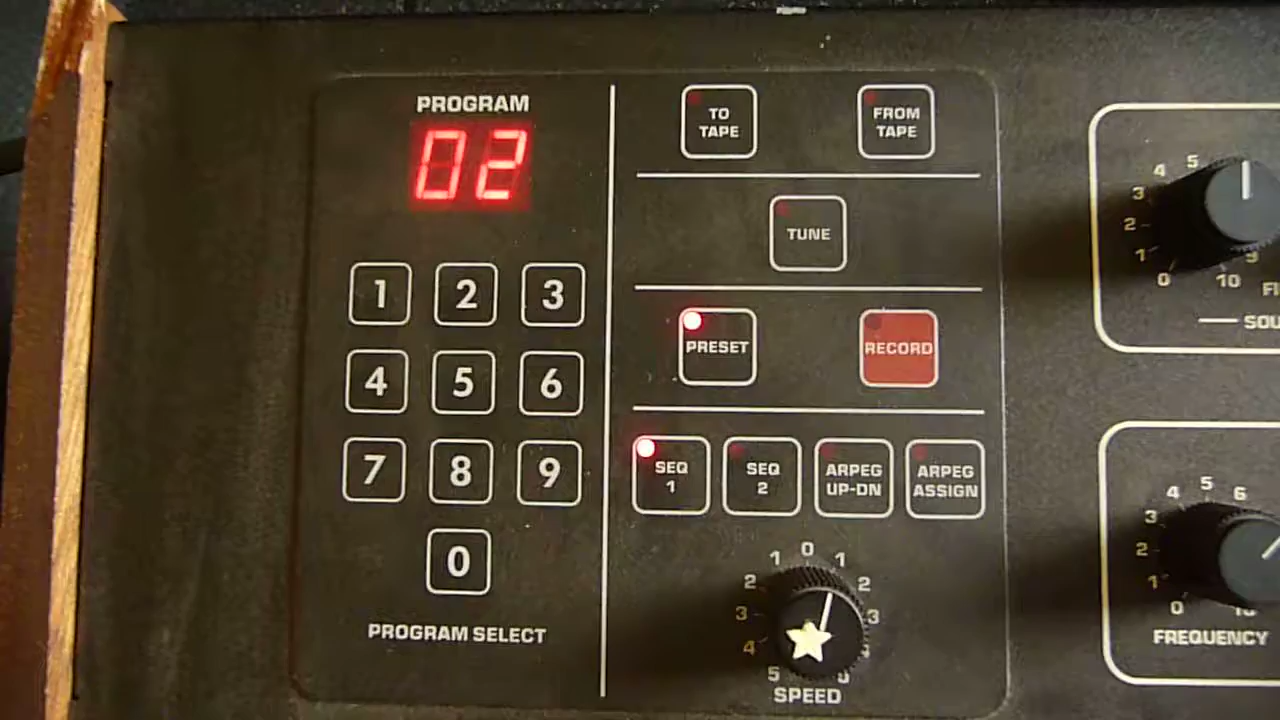 PROGRAM
02
1 2 3
4 5 6
7 8 9
0
PROGRAM SELECT
TO
TAPE
FROM
TAPE
TUNE
PRESET
RECORD
SEQ
1
SEQ
2
ARPEG
UP-DN
ARPEG
ASSIGN
5 4 3 2 1 0 1 2 3
SPEED
0 1 2 3 4 5 9 10
0 1 2 3 4 5 6 10
FREQUENCY